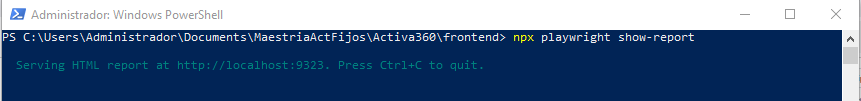 Administrador: Windows PowerShell
PS C:\Users\Administrador\Documents\MaestriaActFijos\Activa360\frontend> npx playwright show-report
Serving HTML report at http://localhost:9323. Press Ctrl+C to quit.